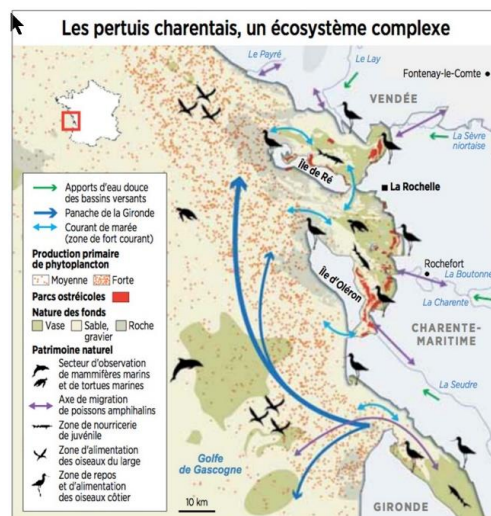 Les pertuis charentais, un écosystème complexe
Le Payré
Le Lay
Fontenay-le-Comte
VENDÉE
La Sèvre
niortaise
Île de Ré
La Rochelle
Île d'Oléron
Rochefort
La Boutonne
La Charente
CHARENTE-
MARITIME
La Seudre
Golfe
de Gascogne
GIRONDE
10 km
Apports d'eau douce
des bassins versants
Panache de la Gironde
Courant de marée
(zone de fort courant)
Production primaire
de phytoplancton
Moyenne Forte
Parcs ostréicoles
Nature des fonds
Vase Sable, Roche
gravier
Patrimoine naturel
Secteur d'observation
de mammifères marins
et de tortues marines
Axe de migration
de poissons amphihalins
Zone de nourricerie
de juvénile
Zone d'alimentation
des oiseaux du large
Zone de repos
et d'alimentation
des oiseaux côtier